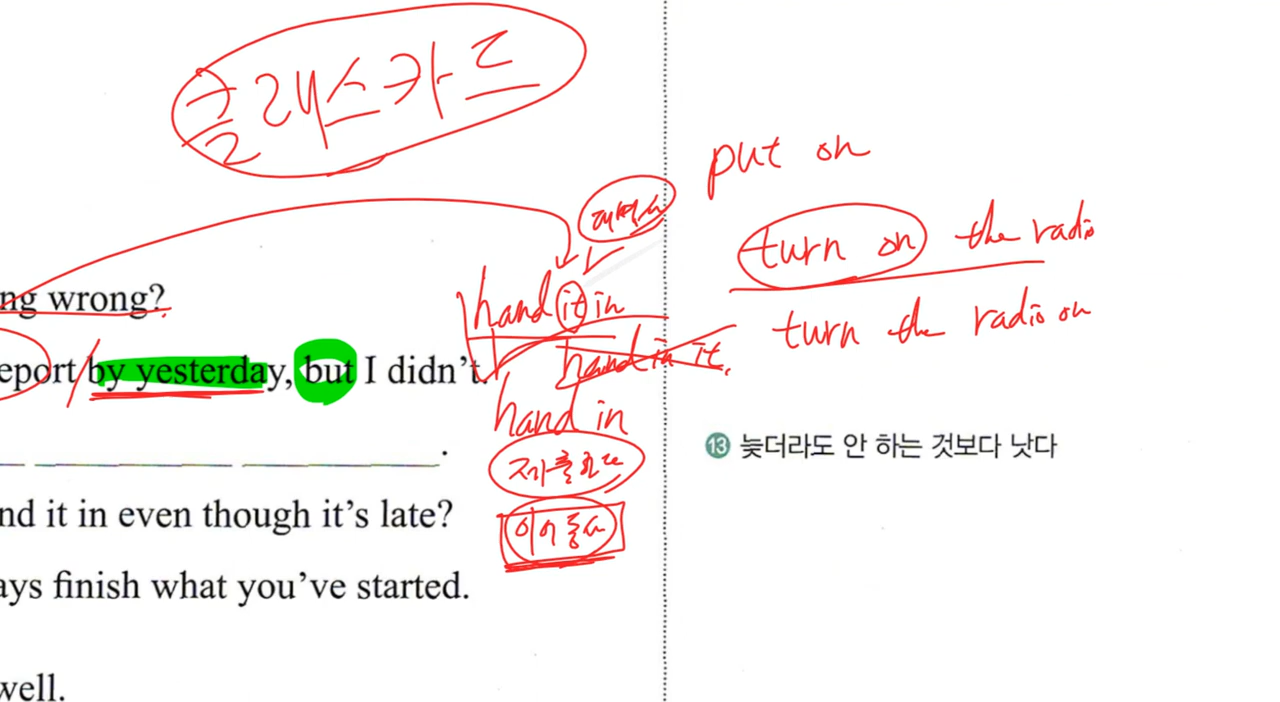 클래스카드
put on
대명사
turn on the radio
hand it in
ng wrong?
turn the radio on
hand in it.
eport by yesterday, but I didn't.
hand in
제출한다
이어동사
nd it in even though it's late?
ays finish what you've started.
well.
13 늦더라도 안 하는 것보다 낫다